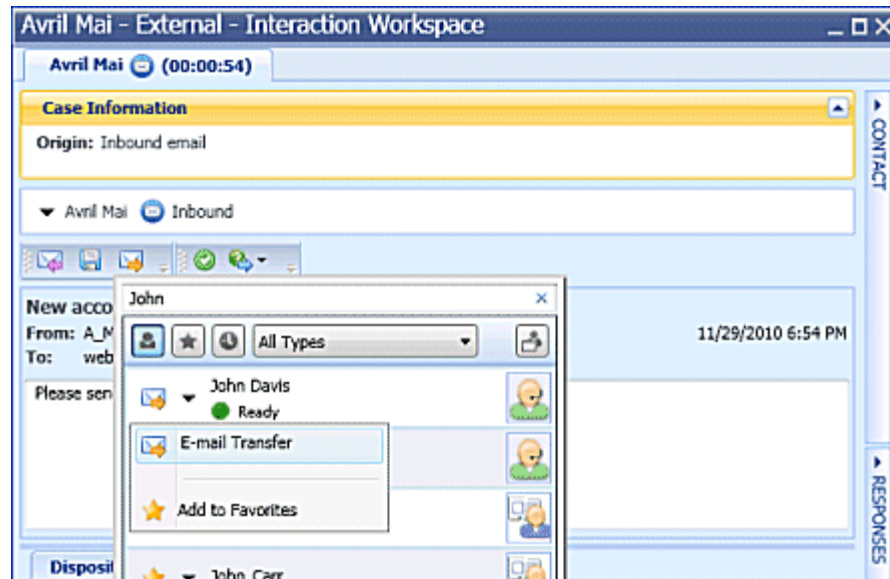 Avril Mai - External - Interaction Workspace
Avril Mai (00:00:54)
Case Information
Origin: Inbound email
Avril Mai Inbound
New acco
From: A_M
11/29/2010 6:54 PM
To: web
Please sen
John
All Types
John Davis
Ready
E-mail Transfer
Add to Favorites
John Carr
Disposit
CONTACT
RESPONSES